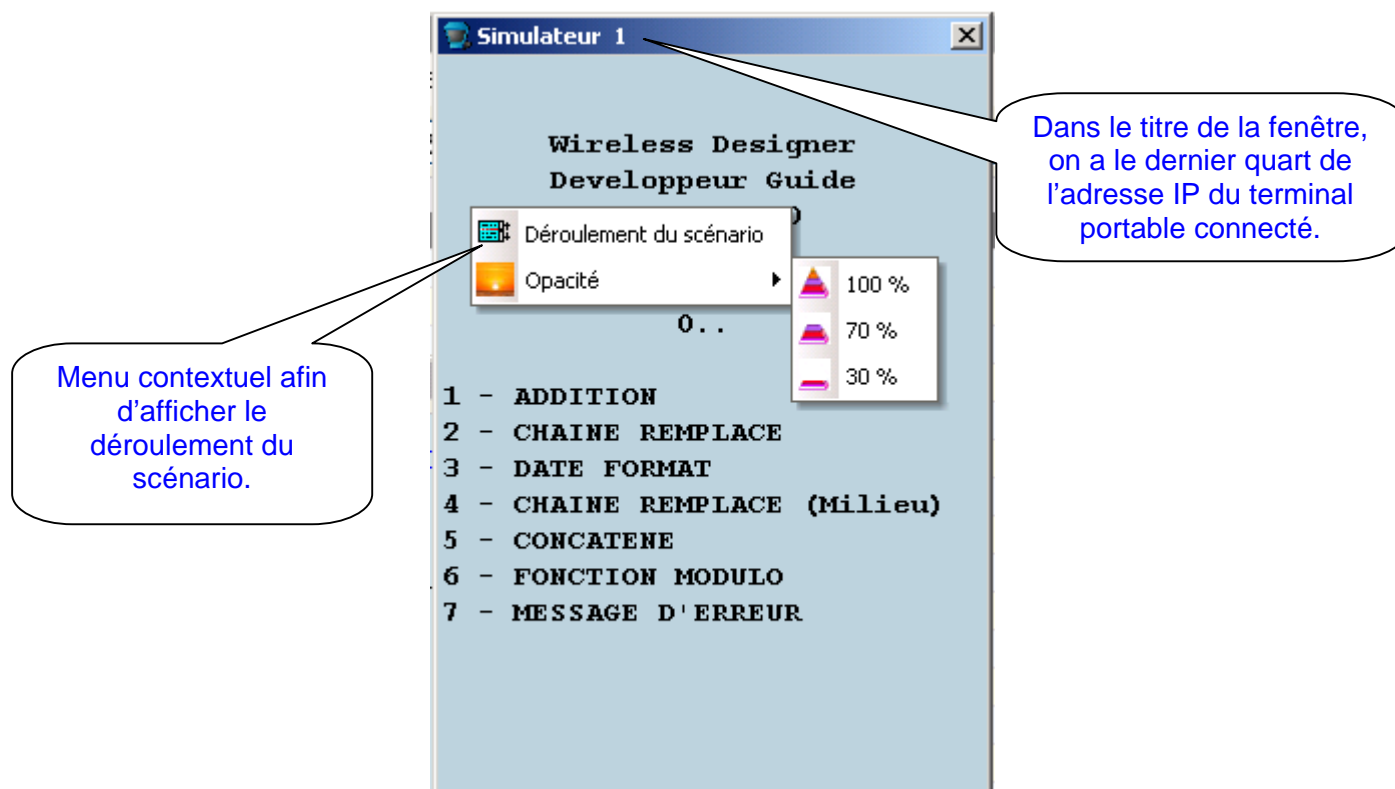 Simulateur 1
Wireless Designer
Developpeur Guide
Déroulement du scénario
Opacité
100 %
70 %
30 %
0..
1 - ADDITION
2 - CHAINE REMPLACE
3 - DATE FORMAT
4 - CHAINE REMPLACE (Milieu)
5 - CONCATENE
6 - FONCTION MODULO
7 - MESSAGE D'ERREUR
Dans le titre de la fenêtre,
on a le dernier quart de
l’adresse IP du terminal
portable connecté.
Menu contextuel afin
d’afficher le
déroulement du
scénario.